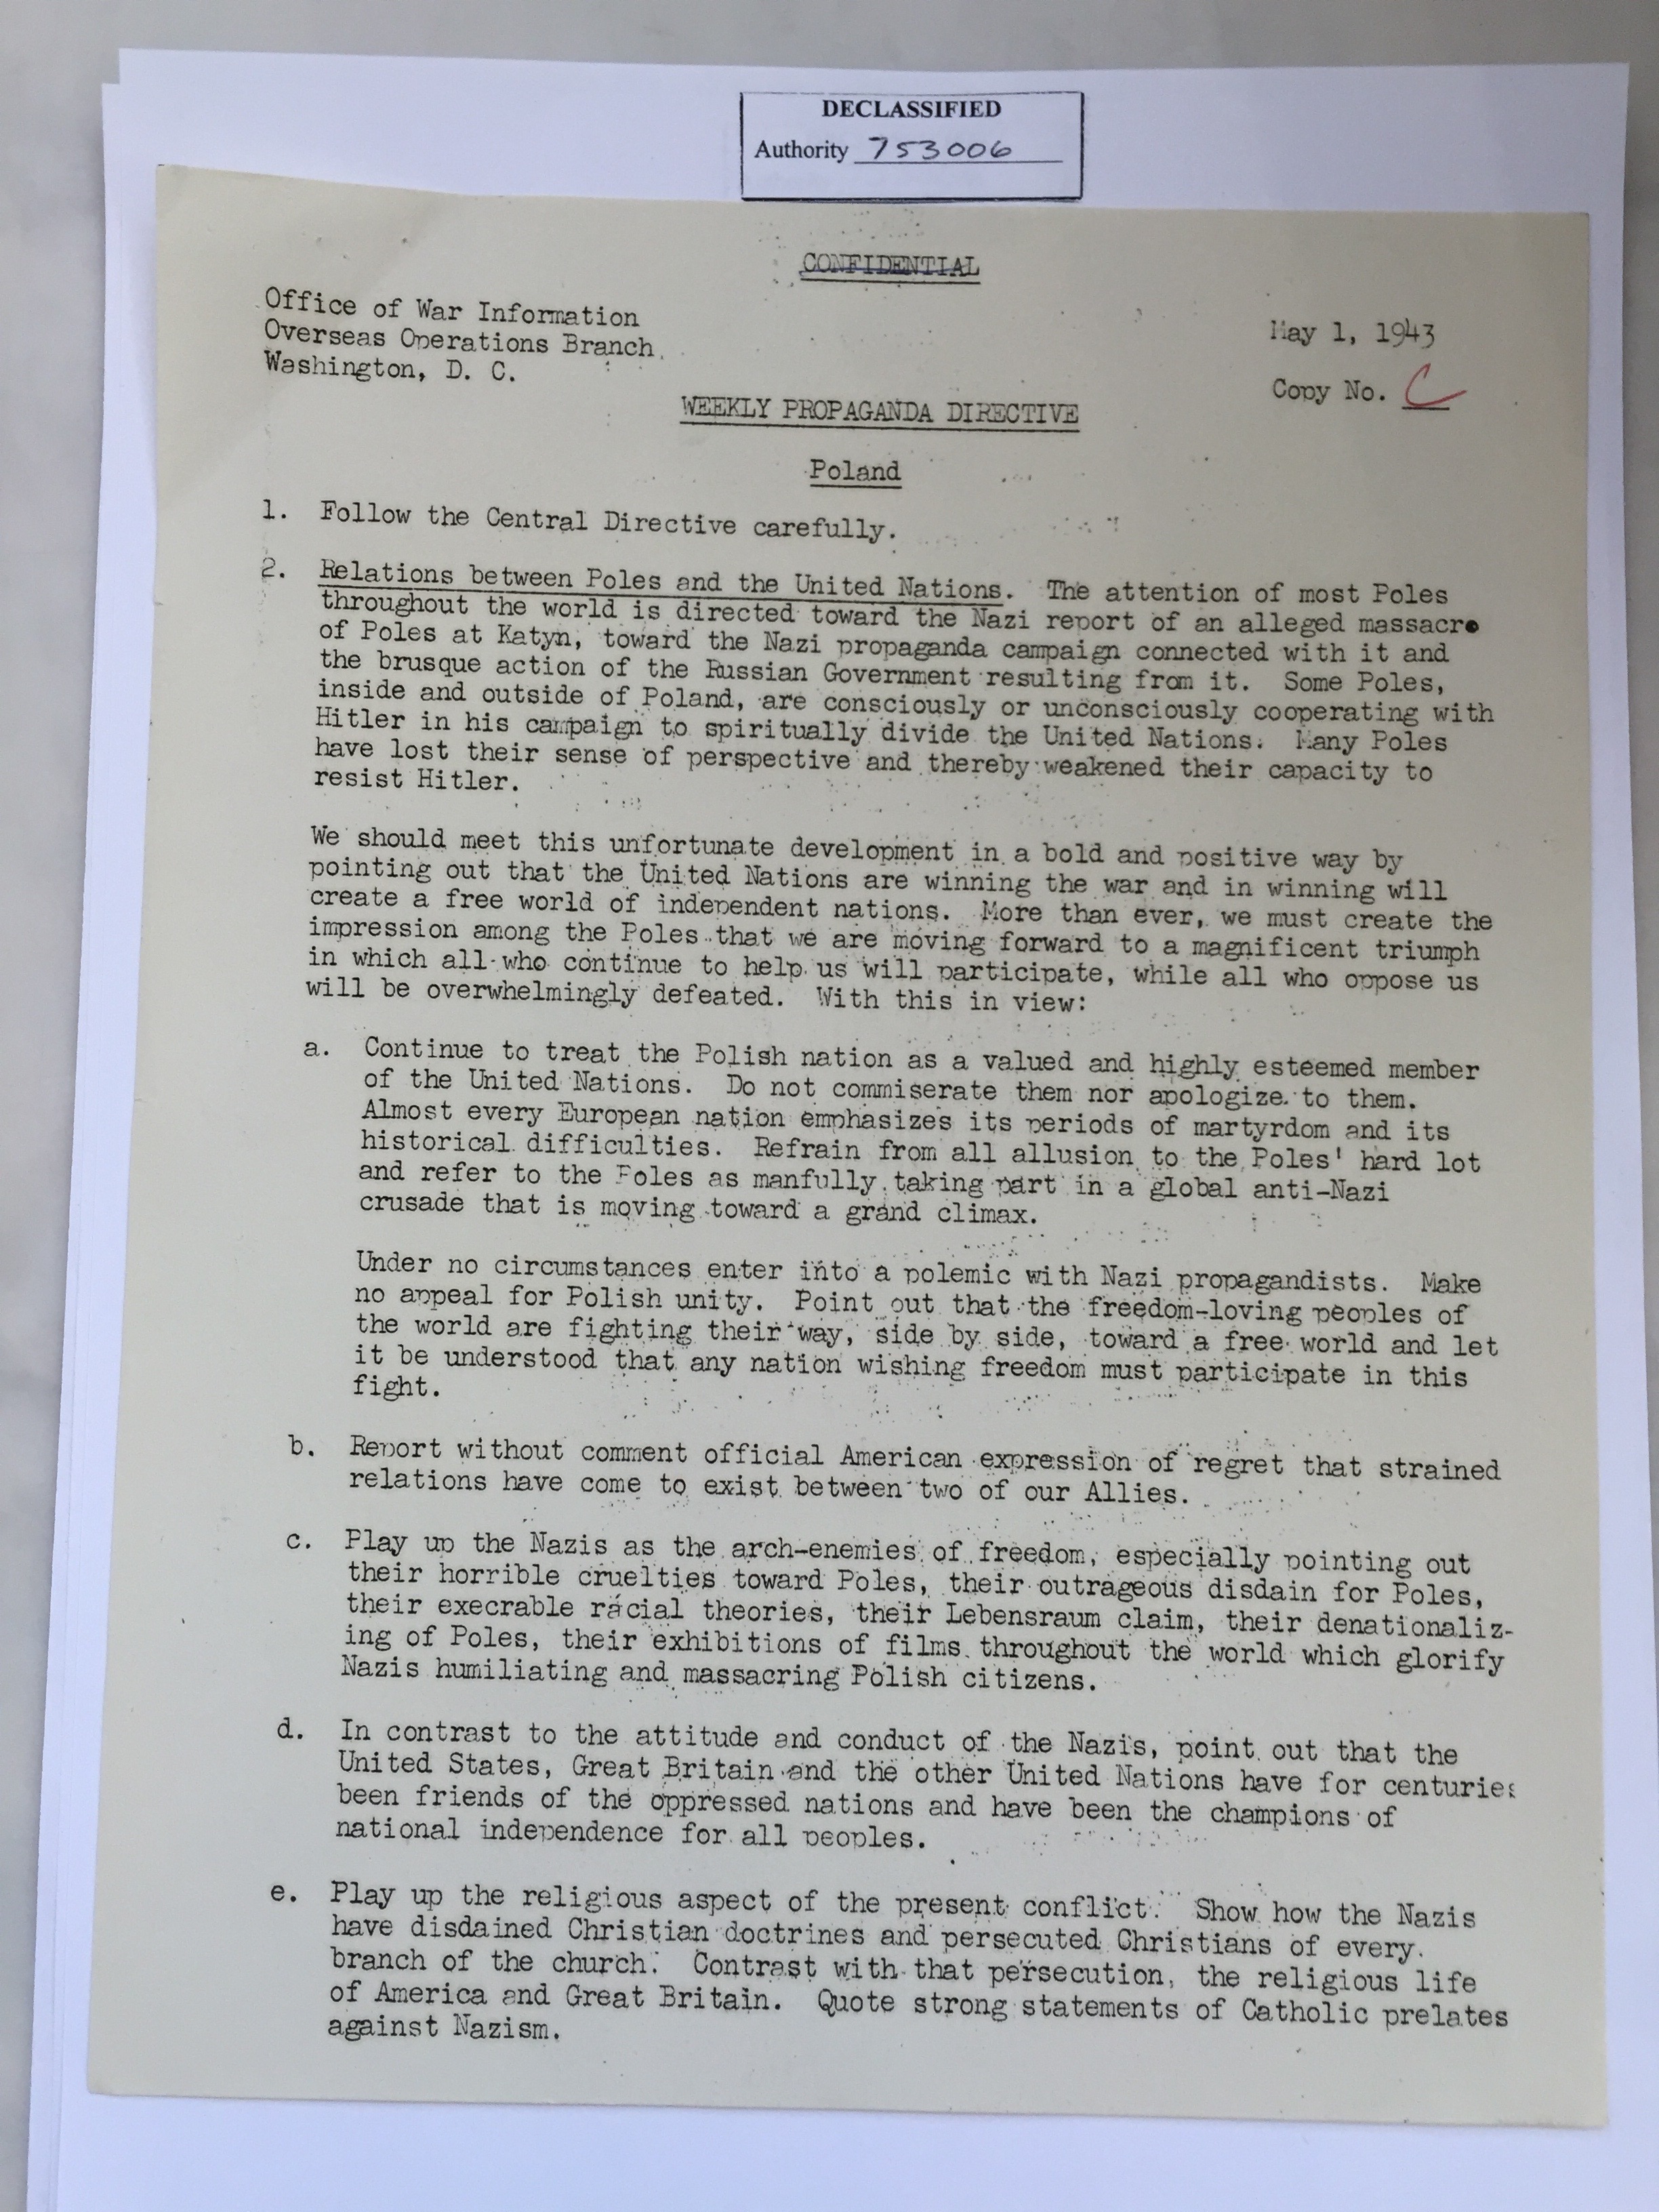 DECLASSIFIED
Authority 753006
CONFIDENTIAL
Office of War Information
Overseas Operations Branch
Washington, D. C.
May 1, 1943
Copy No. C
WEEKLY PROPAGANDA DIRECTIVE
Poland
1. Follow the Central Directive carefully.
2. Relations between Poles and the United Nations. The attention of most Poles
throughout the world is directed toward the Nazi report of an alleged massacre
of Poles at Katyn, toward the Nazi propaganda campaign connected with it and
the brusque action of the Russian Government resulting from it. Some Poles,
inside and outside of Poland, are consciously or unconsciously cooperating with
Hitler in his campaign to spiritually divide the United Nations. Many Poles
have lost their sense of perspective and thereby weakened their capacity to
resist Hitler.
We should meet this unfortunate development in a bold and positive way by
pointing out that the United Nations are winning the war and in winning will
create a free world of independent nations. More than ever, we must create the
impression among the Poles that we are moving forward to a magnificent triumph
in which all who continue to help us will participate, while all who oppose us
will be overwhelmingly defeated. With this in view:
a. Continue to treat the Polish nation as a valued and highly esteemed member
of the United Nations. Do not commiserate them nor apologize to them.
Almost every European nation emphasizes its periods of martyrdom and its
historical difficulties. Refrain from all allusion to the Poles' hard lot
and refer to the Poles as manfully taking part in a global anti-Nazi
crusade that is moving toward a grand climax.
Under no circumstances enter into a polemic with Nazi propagandists. Make
no appeal for Polish unity. Point out that the freedom-loving peoples of
the world are fighting their way, side by side, toward a free world and let
it be understood that any nation wishing freedom must participate in this
fight.
b. Report without comment official American expression of regret that strained
relations have come to exist between two of our Allies.
c. Play up the Nazis as the arch-enemies of freedom, especially pointing out
their horrible cruelties toward Poles, their outrageous disdain for Poles,
their execrable racial theories, their Lebensraum claim, their denationaliz-
ing of Poles, their exhibitions of films throughout the world which glorify
Nazis humiliating and massacring Polish citizens.
d. In contrast to the attitude and conduct of the Nazis, point out that the
United States, Great Britain and the other United Nations have for centuries
been friends of the oppressed nations and have been the champions of
national independence for all peoples.
e. Play up the religious aspect of the present conflict. Show how the Nazis
have disdained Christian doctrines and persecuted Christians of every
branch of the church. Contrast with that persecution, the religious life
of America and Great Britain. Quote strong statements of Catholic prelates
against Nazism.